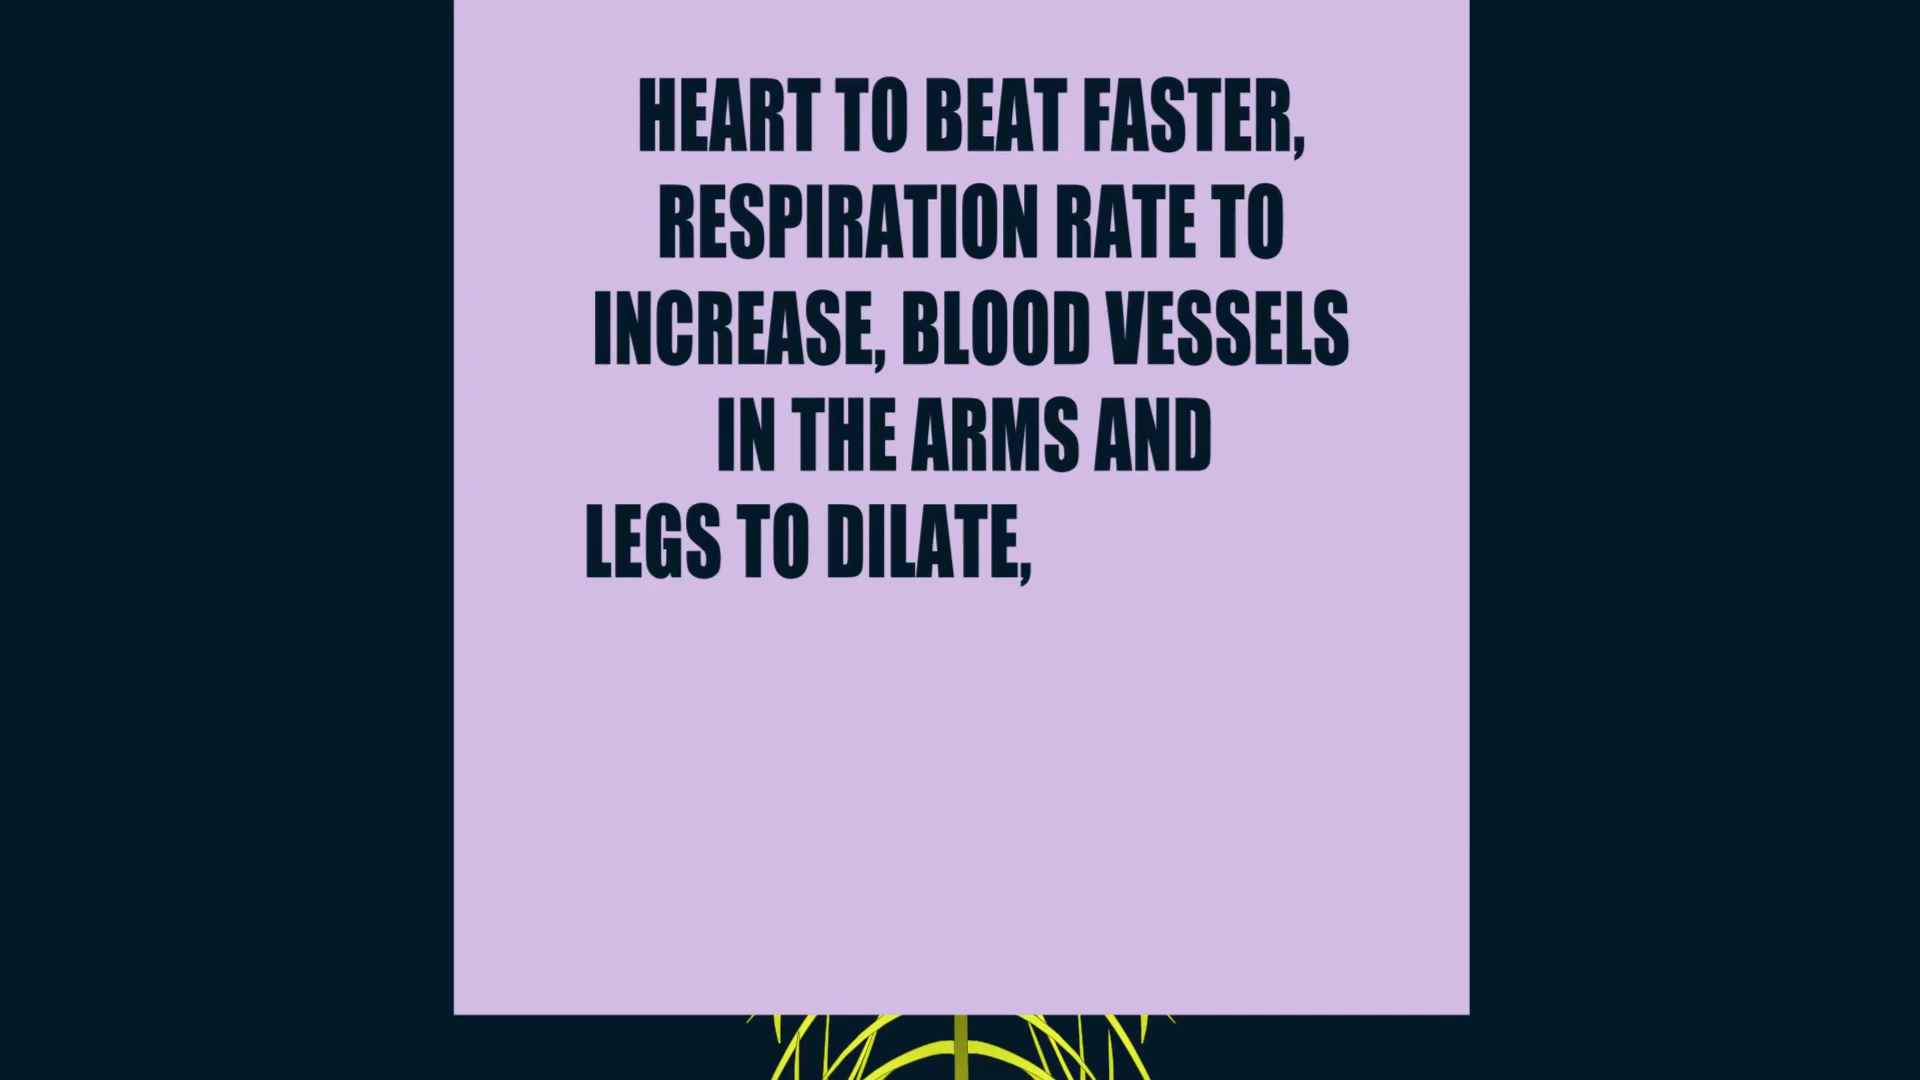 HEART TO BEAT FASTER,
RESPIRATION RATE TO
INCREASE, BLOOD VESSELS
IN THE ARMS AND
LEGS TO DILATE,